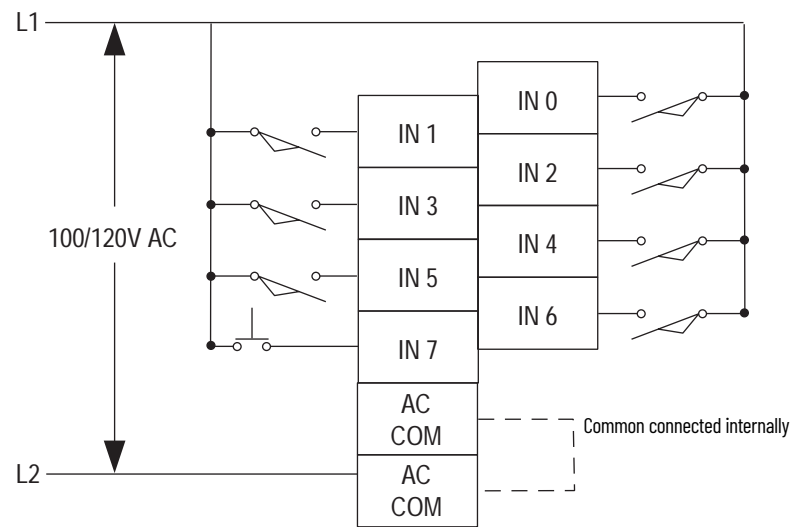 L1
IN 0
IN 1
IN 2
IN 3
100/120V AC
IN 4
IN 5
IN 6
IN 7
AC
COM
Common connected internally
L2
AC
COM